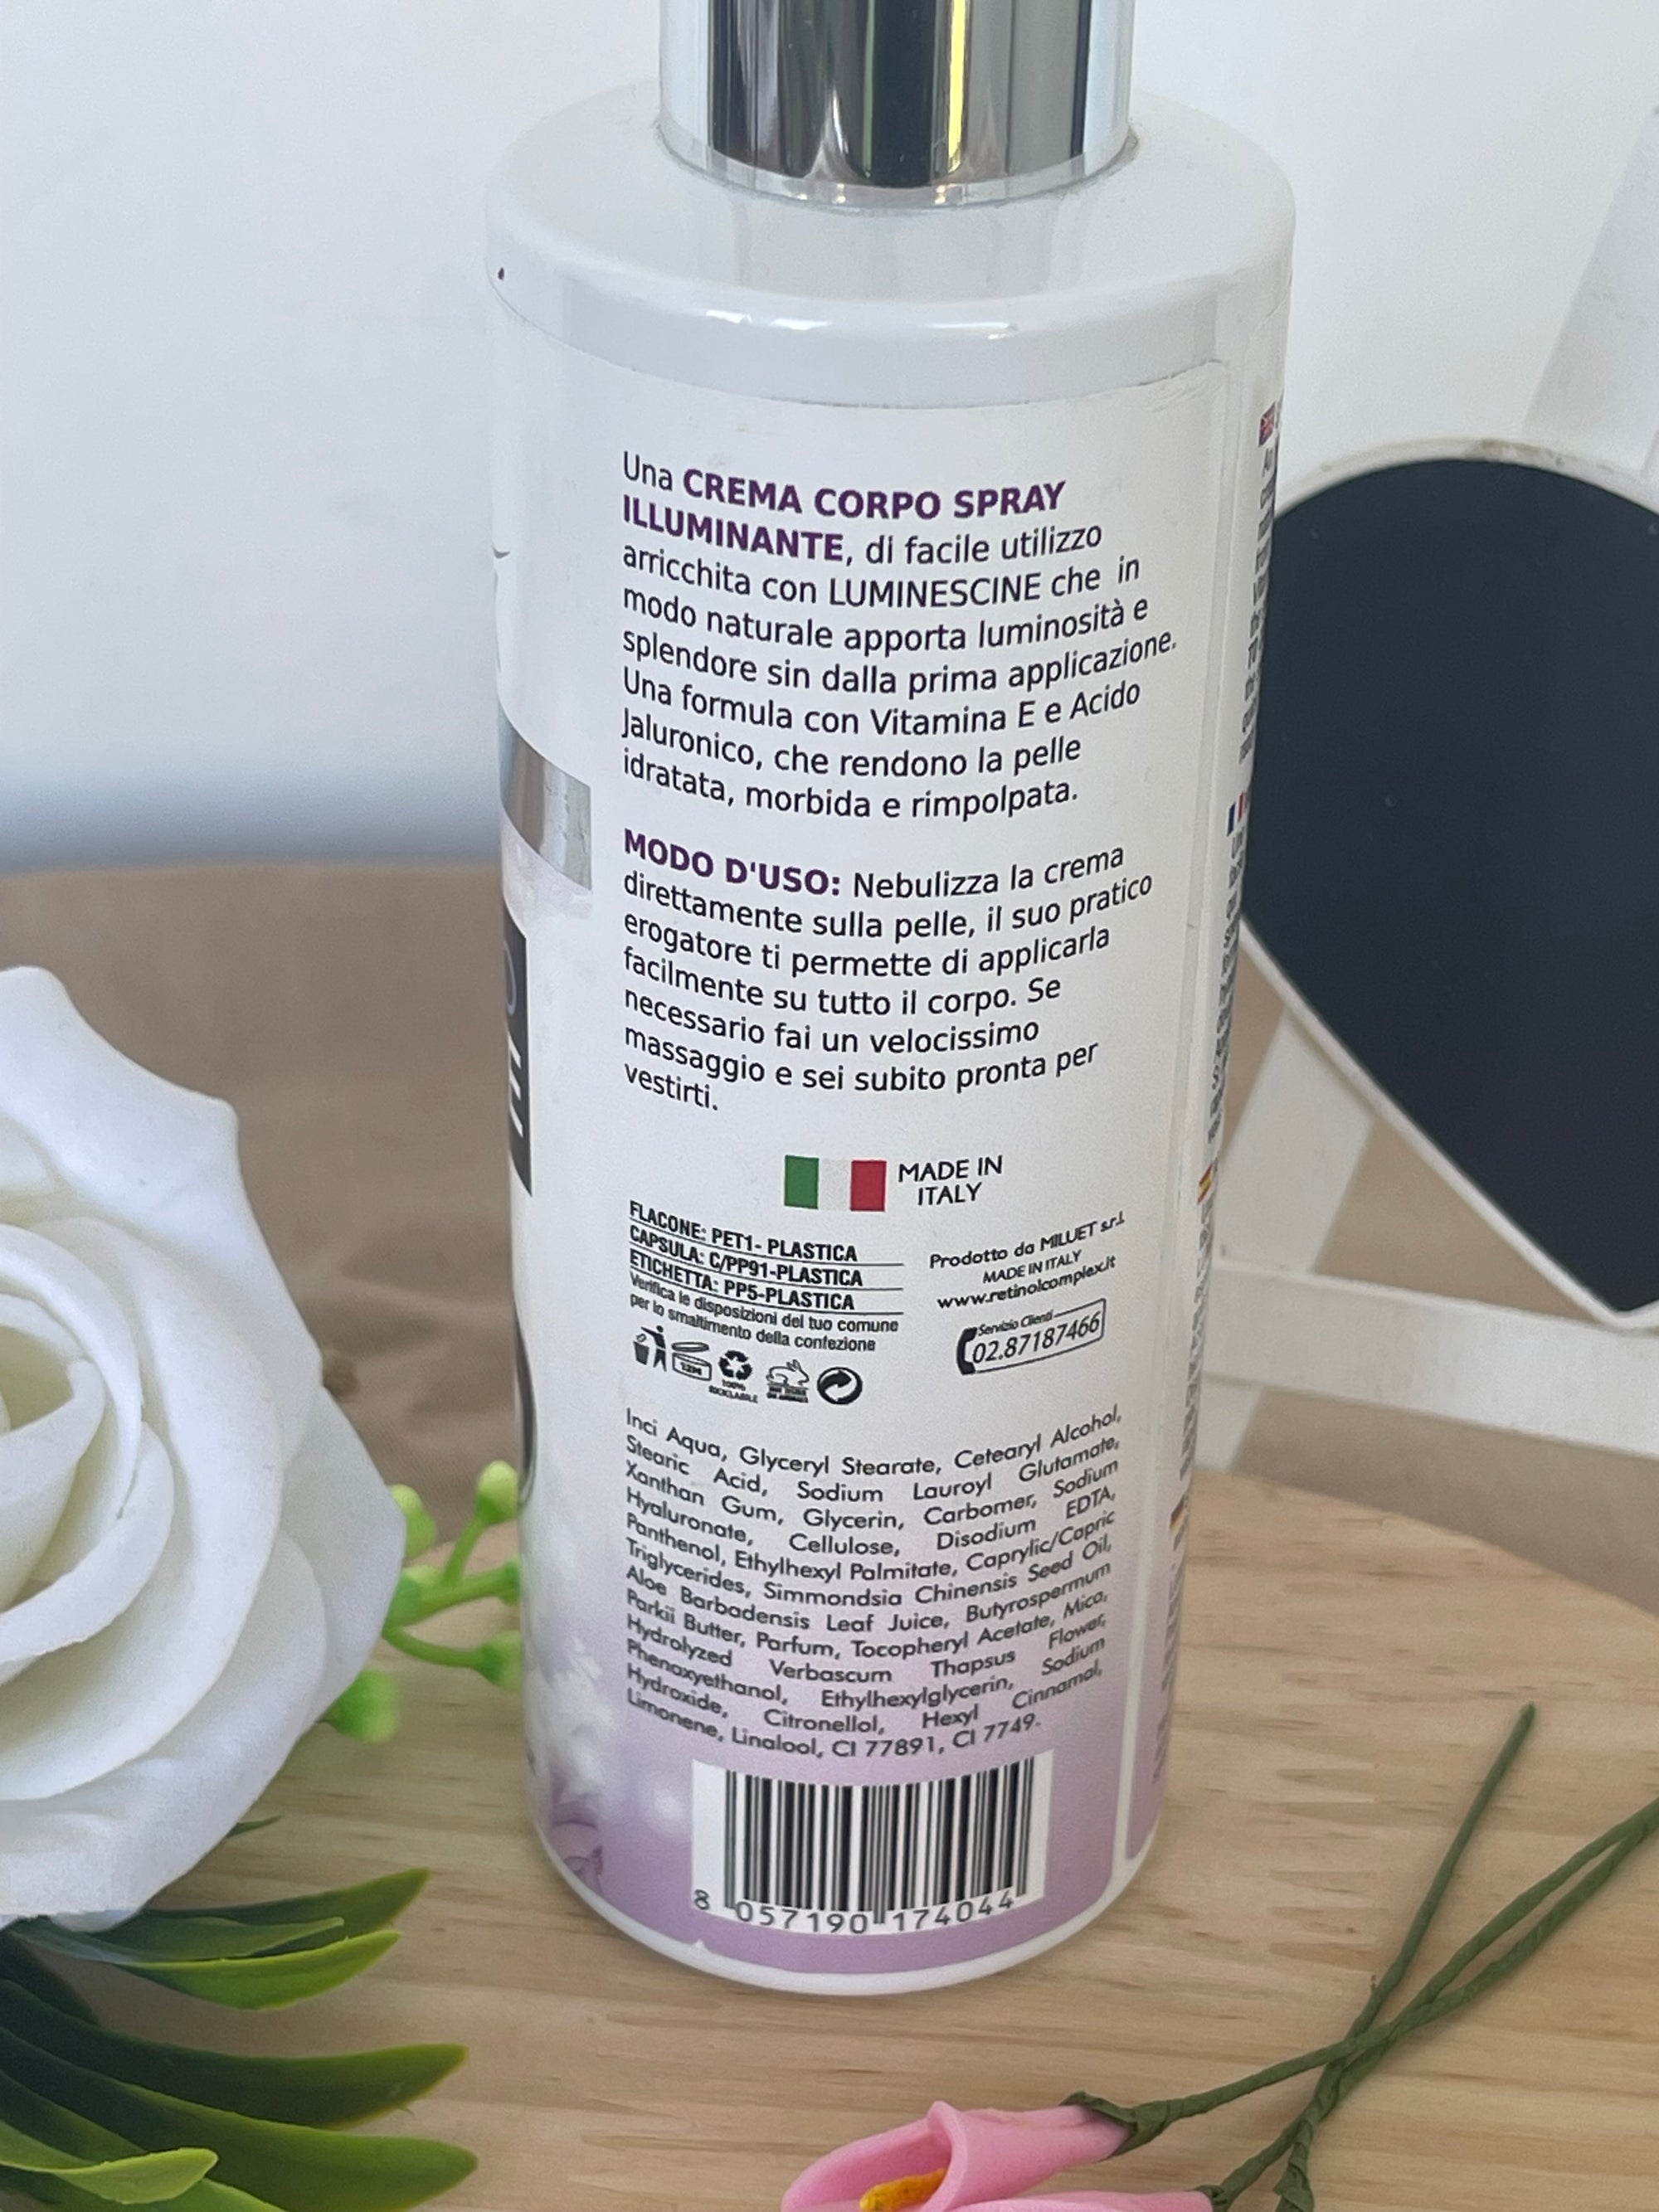 Una CREMA CORPO SPRAY
ILLUMINANTE, di facile utilizzo
arricchita con LUMINESCINE che in
modo naturale apporta luminosità e
splendore sin dalla prima applicazione.
Una formula con Vitamina E e Acido
Jaluronico, che rendono la pelle
idratata, morbida e rimpolpata.
MODO D'USO: Nebulizza la crema
direttamente sulla pelle, il suo pratico
erogatore ti permette di applicarla
facilmente su tutto il corpo. Se
necessario fai un velocissimo
massaggio e sei subito pronta per
vestirti.
MADE IN
ITALY
FLACONE: PET1- PLASTICA
CAPSULA: C/PP91-PLASTICA
ETICHETTA: PP5-PLASTICA
Verifica le disposizioni del tuo comune
per lo smaltimento della confezione
12M
100%
RICICLABILE
Prodotto da MILUET s.r.l.
MADE IN ITALY
www.retinolcomplex.it
Servizio Clienti
02.87187466
Inci Aqua, Glyceryl Stearate, Cetearyl Alcohol,
Stearic Acid, Sodium Lauroyl Glutamate,
Xanthan Gum, Glycerin, Carbomer, Sodium
Hyaluronate, Cellulose, Disodium EDTA,
Panthenol, Ethylhexyl Palmitate, Caprylic/Capric
Triglycerides, Simmondsia Chinensis Seed Oil,
Aloe Barbadensis Leaf Juice, Butyrospermum
Parkii Butter, Parfum, Tocopheryl Acetate, Mica,
Hydrolyzed Verbascum Thapsus Flower,
Phenoxyethanol, Ethylhexylglycerin, Sodium
Hydroxide, Citronellol, Hexyl Cinnamal,
Limonene, Linalool, CI 77891, CI 7749.
8 057190 174044